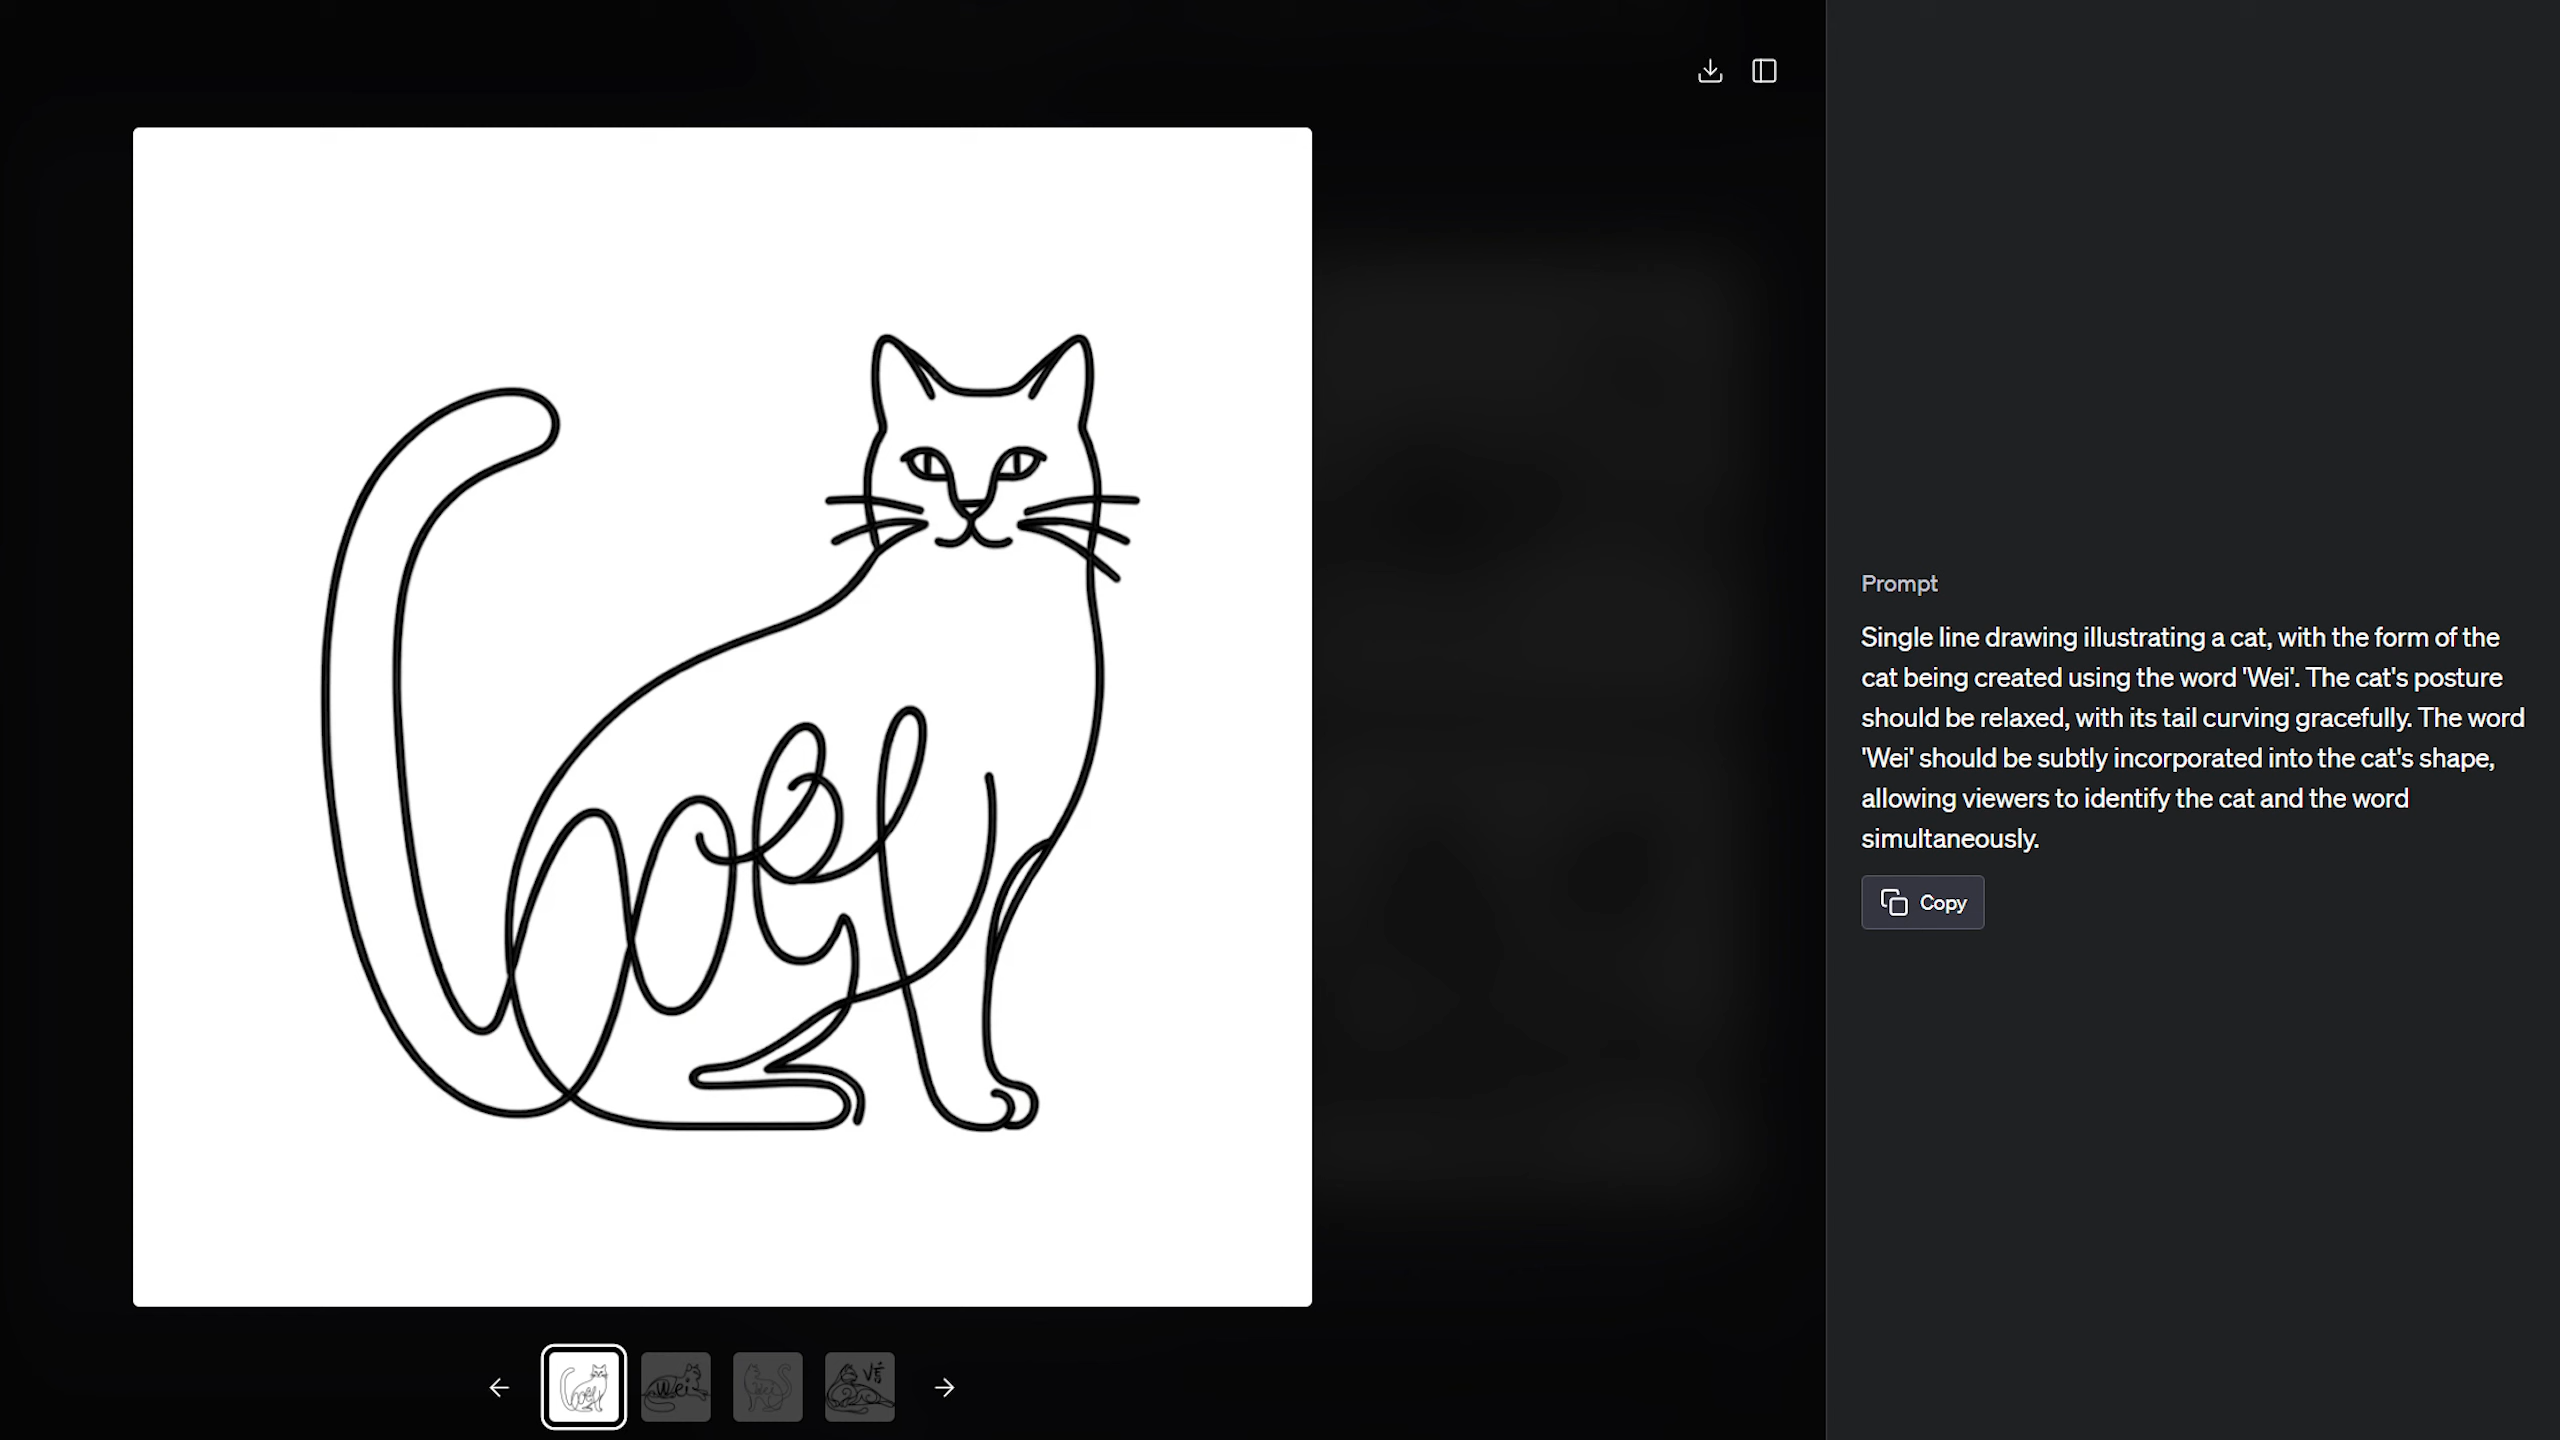 Prompt
Single line drawing illustrating a cat, with the form of the
cat being created using the word 'Wei'. The cat's posture
should be relaxed, with its tail curving gracefully. The word
'Wei' should be subtly incorporated into the cat's shape,
allowing viewers to identify the cat and the word
simultaneously.
Copy
Wei